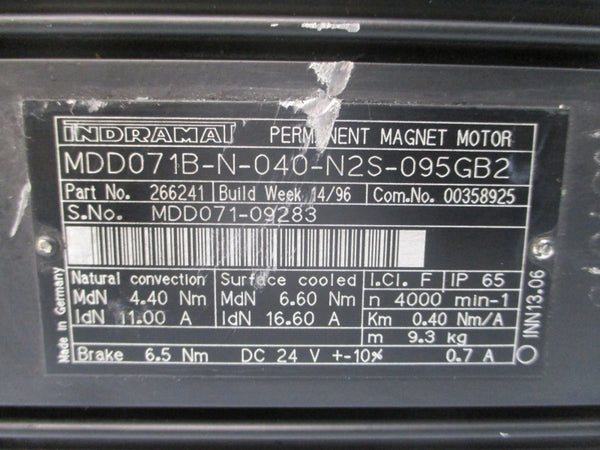 INDRAMAT PERMANENT MAGNET MOTOR
MDD071B-N-040-N2S-095GB2
Part No. 266241 Build Week 14/96 Com.No. 00358925
S.No. MDD071-09283
Natural convection Surface cooled I.Cl. F IP 65
MdN 4.40 Nm MdN 6.60 Nm n 4000 min-1
IdN 11.00 A IdN 16.60 A Km 0.40 Nm/A
m 9.3 kg
Brake 6.5 Nm DC 24 V +-10% 0.7 A
Made in Germany
INN13.06